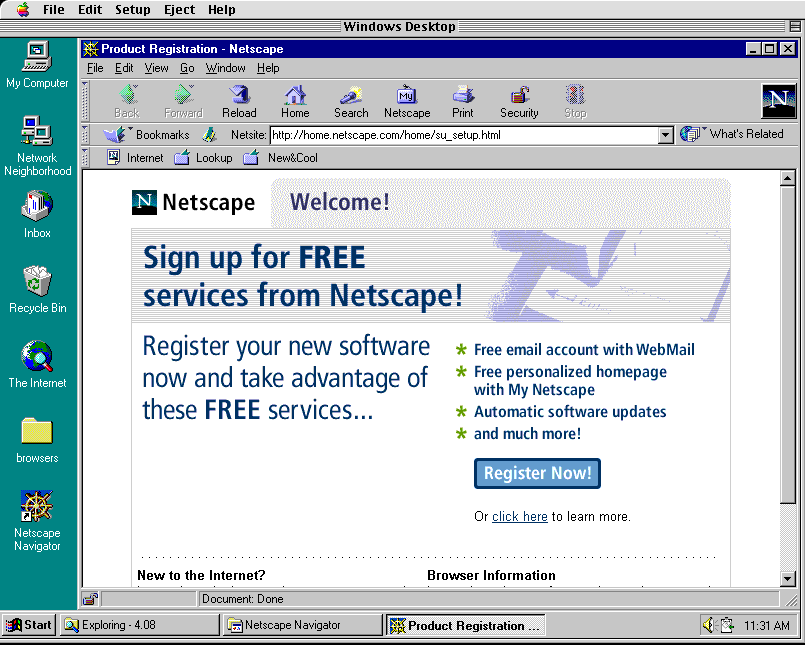 File Edit Setup Eject Help
Windows Desktop
Product Registration - Netscape
File Edit View Go Window Help
Back Forward Reload Home Search Netscape Print Security Stop
My
N
Bookmarks Netsite: http://home.netscape.com/home/su_setup.html What's Related
Internet Lookup New&Cool
My Computer
Network
Neighborhood
Inbox
Recycle Bin
The Internet
browsers
Netscape
Navigator
N Netscape Welcome!
Sign up for FREE
services from Netscape!
Register your new software
now and take advantage of
these FREE services...
* Free email account with WebMail
* Free personalized homepage
with My Netscape
* Automatic software updates
* and much more!
Register Now!
Or click here to learn more.
New to the Internet? Browser Information
Document: Done
Start Exploring - 4.08 Netscape Navigator Product Registration ... 11:31 AM